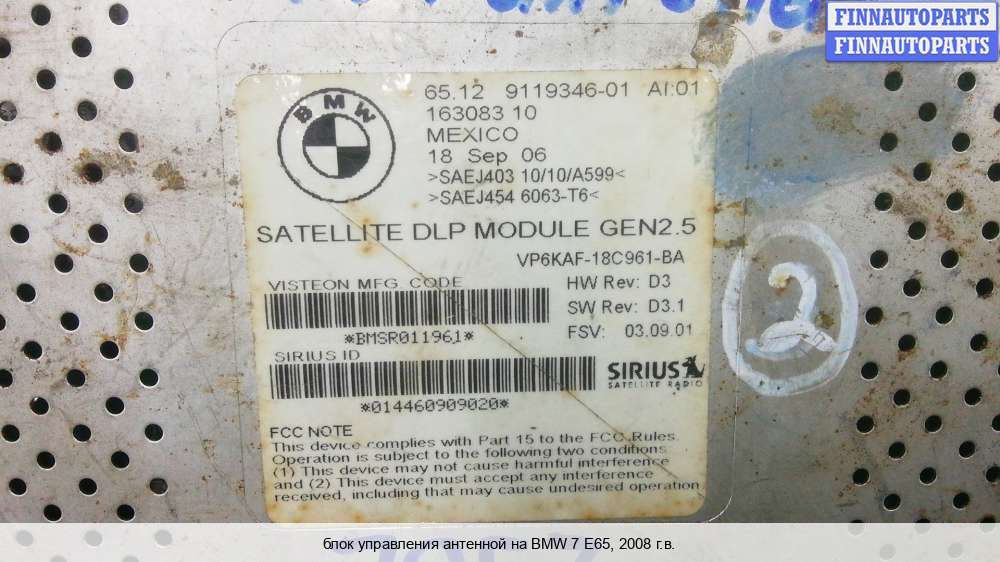 FINNAUTOPARTS
FINNAUTOPARTS
BMW
65.12 9119346-01 AI:01
163083 10
MEXICO
18 Sep 06
>SAEJ403 10/10/A599<
>SAEJ454 6063-T6<
SATELLITE DLP MODULE GEN2.5
VP6KAF-18C961-BA
VISTEON MFG. CODE
HW Rev: D3
SW Rev: D3.1
*BMSR011961*
FSV: 03.09.01
SIRIUS ID
SIRIUS
SATELLITE RADIO
*014460909020*
FCC NOTE
This device complies with Part 15 to the FCC Rules.
Operation is subject to the following two conditions.
(1) This device may not cause harmful interference
and (2) This device must accept any interference
received, including that may cause undesired operation
2
блок управления антенной на BMW 7 E65, 2008 г.в.